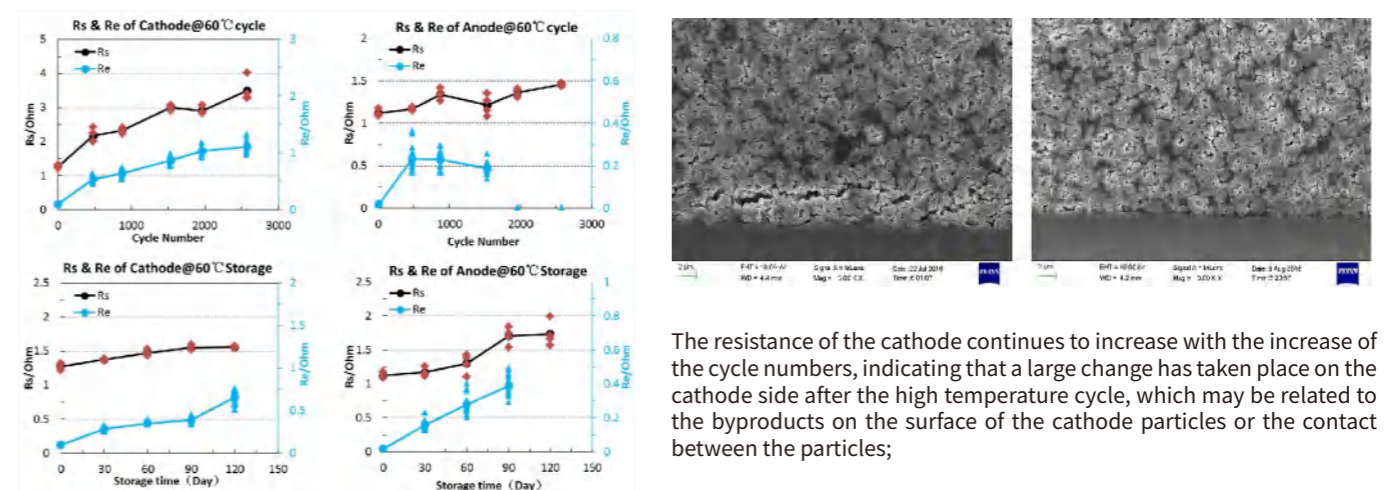 Rs & Re of Cathode@60℃cycle
Rs
Re
Rs/Ohm
Re/Ohm
5
4
3
2
1
0
3
2
1
0
0
1000
2000
3000
Cycle Number
Rs & Re of Anode@60℃cycle
Rs
Re
Rs/Ohm
Re/Ohm
2
1.5
1
0.5
0
0.8
0.6
0.4
0.2
0
0
1000
2000
3000
Cycle Number
Rs & Re of Cathode@60℃Storage
Rs
Re
Rs/Ohm
Re/Ohm
2.5
2
1.5
1
0.5
0
2
1.5
1
0.5
0
0
30
60
90
120
150
Storage time（Day）
Rs & Re of Anode@60℃Storage
Rs
Re
Rs/Ohm
Re/Ohm
2.5
2
1.5
1
0.5
0
1
0.8
0.6
0.4
0.2
0
0
30
60
90
120
150
Storage time（Day）
ZEISS
ZEISS
The resistance of the cathode continues to increase with the increase of
the cycle numbers, indicating that a large change has taken place on the
cathode side after the high temperature cycle, which may be related to
the byproducts on the surface of the cathode particles or the contact
between the particles;